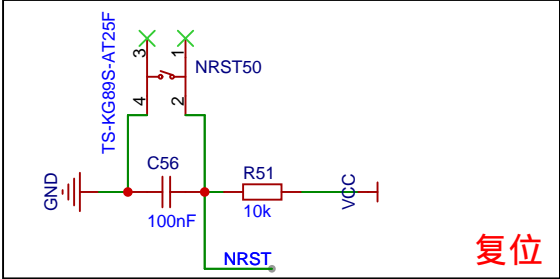 TS-KG89S-AT25F
3
1
NRST50
4
2
C56
R51
GND
VCC
100nF
10k
NRST
复位